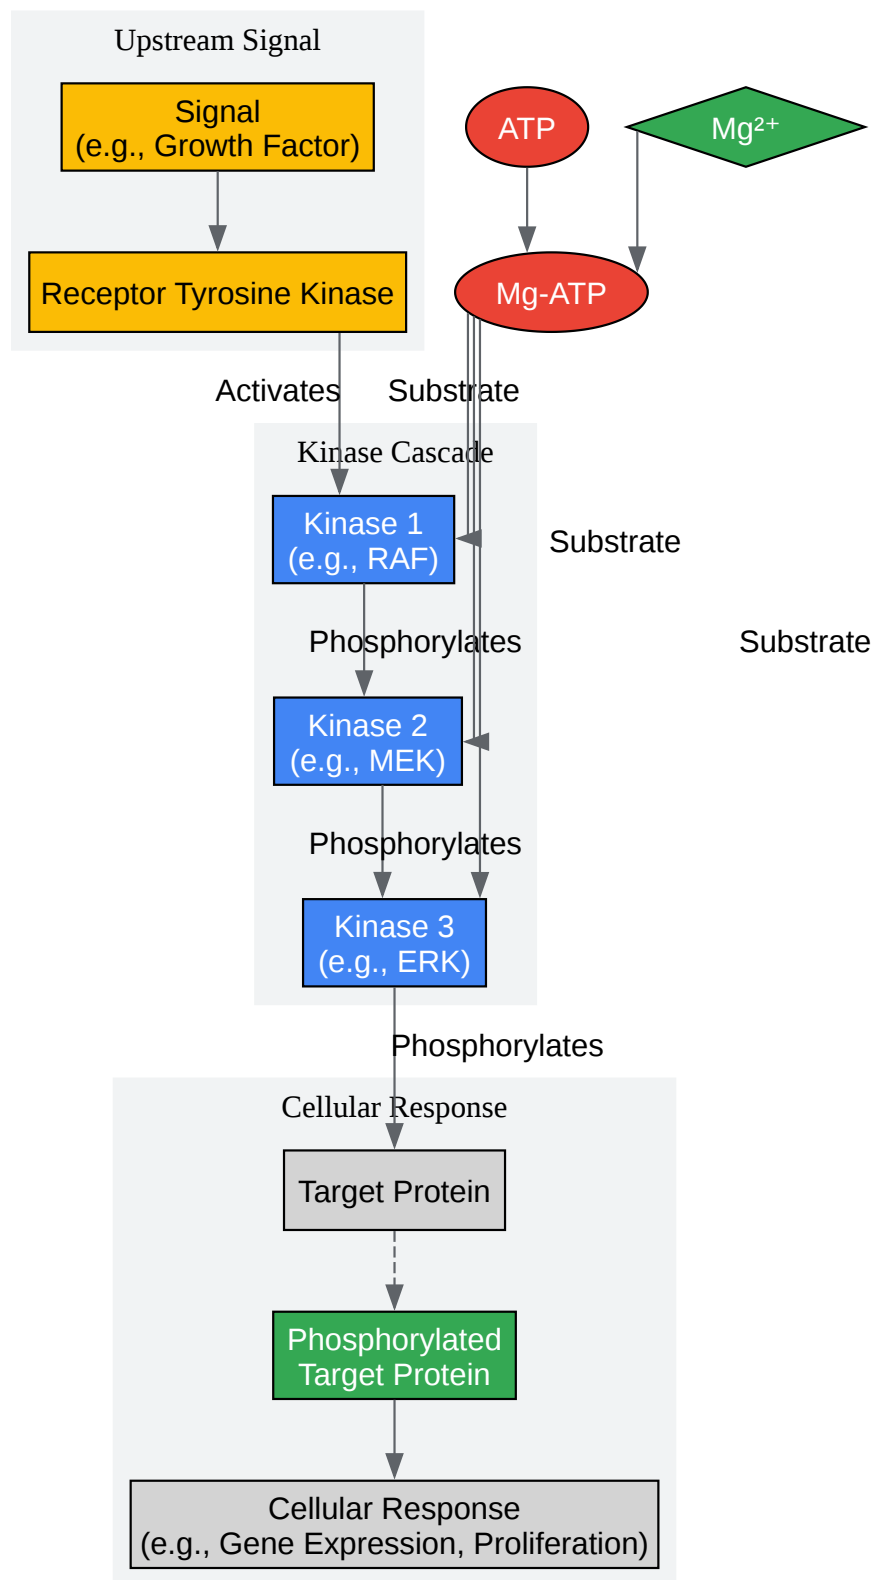 Upstream Signal
Signal
(e.g., Growth Factor)
ATP
Mg²⁺
Receptor Tyrosine Kinase
Mg-ATP
Activates
Substrate
Kinase Cascade
Kinase 1
(e.g., RAF)
Substrate
Phosphorylates
Substrate
Kinase 2
(e.g., MEK)
Phosphorylates
Kinase 3
(e.g., ERK)
Phosphorylates
Cellular Response
Target Protein
Phosphorylated
Target Protein
Cellular Response
(e.g., Gene Expression, Proliferation)